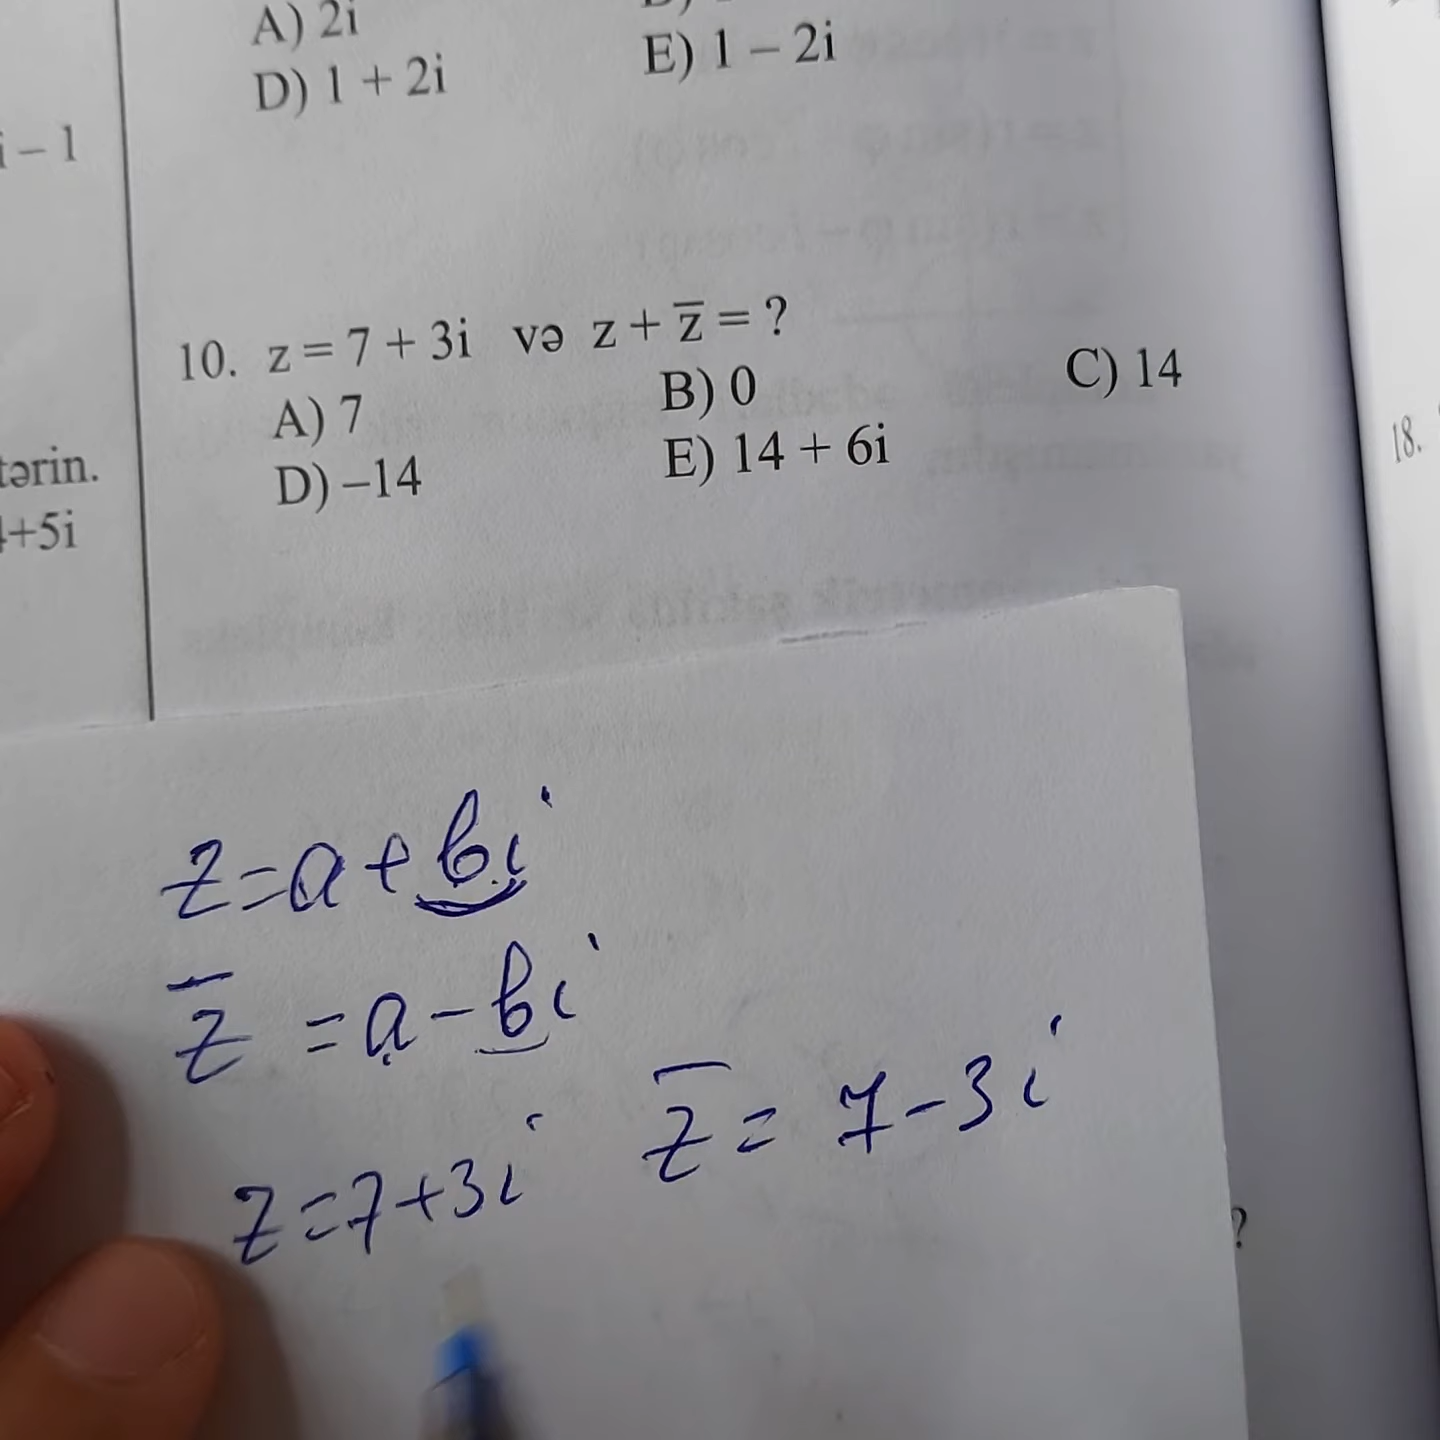 A) 2i
D) 1 + 2i
E) 1 – 2i
i – 1
10. z = 7 + 3i və z + z̅ = ?
A) 7
B) 0
C) 14
D) –14
E) 14 + 6i
tərin.
+5i
18.
z = a + bi
z̅ = a - bi
z = 7 + 3i
z̅ = 7 - 3i
?